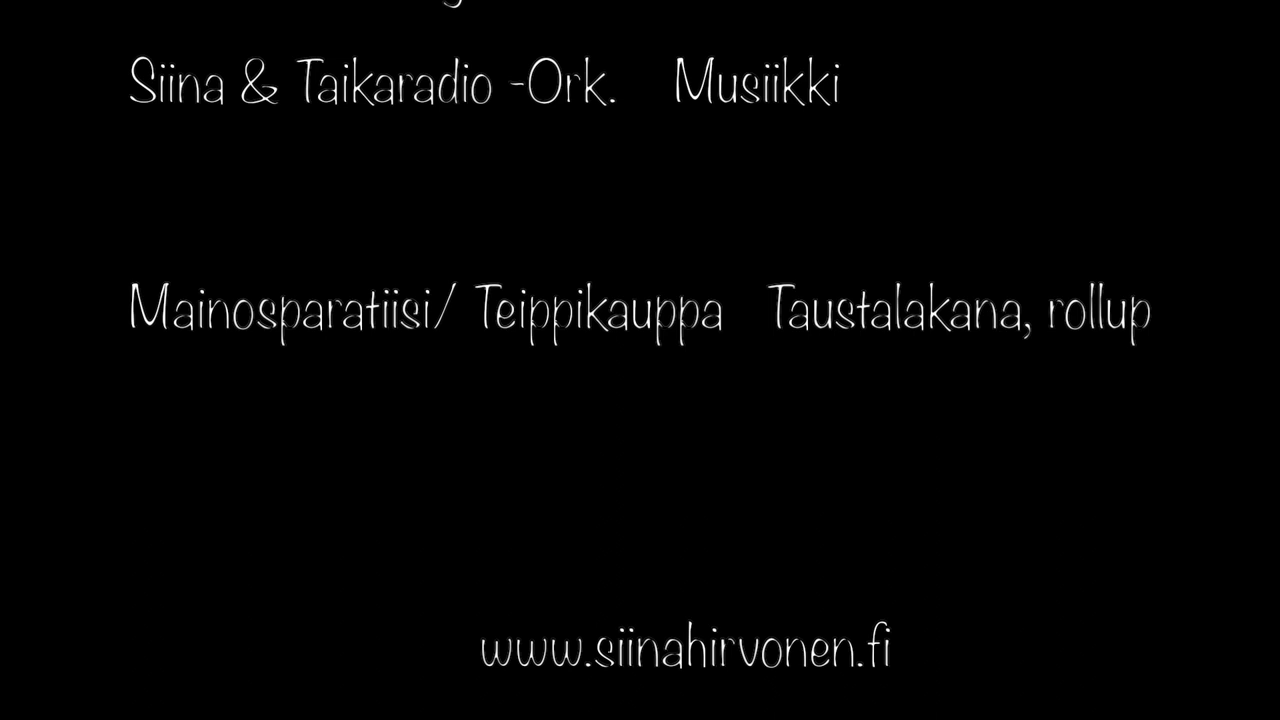 Siina & Taikaradio -Ork. Musiikki
Mainosparatiisi/ Teippikauppa Taustalakana, rollup
www.siinahirvonen.fi